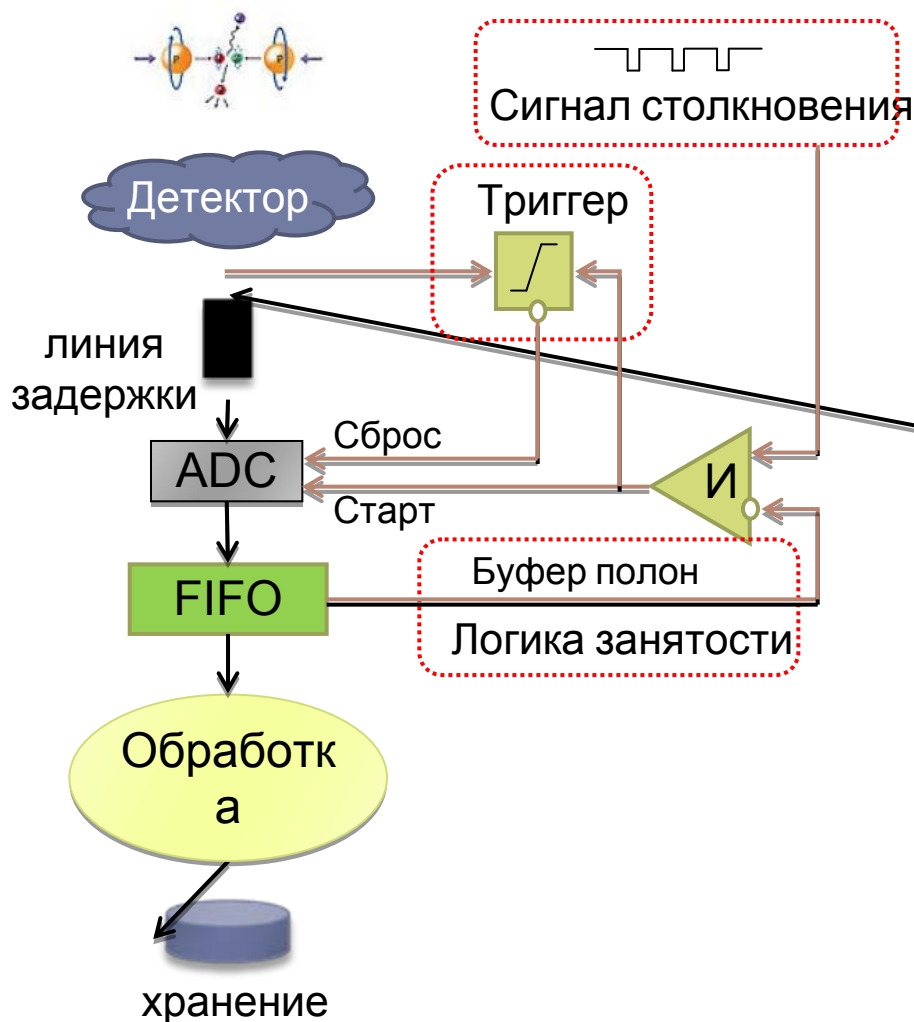 P
P
Сигнал столкновения
Детектор
Триггер
линия
задержки
Сброс
ADC
И
Старт
Буфер полон
FIFO
Логика занятости
Обработк
а
хранение